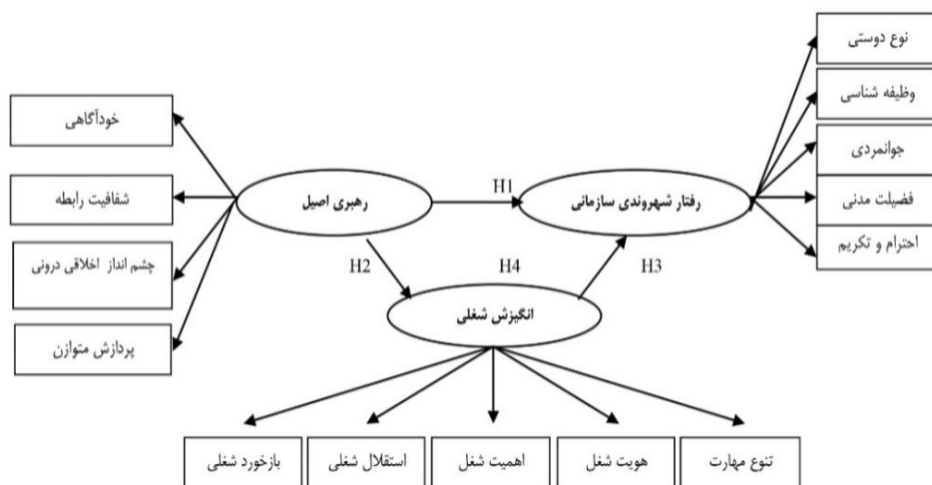 نوع دوستی
وظیفه شناسی
جوانمردی
فضیلت مدنی
احترام و تکریم
خودآگاهی
شفافیت رابطه
چشم انداز اخلاقی درونی
پردازش متوازن
رهبری اصیل
H1
رفتار شهروندی سازمانی
H2
H4
H3
انگیزش شغلی
تنوع مهارت
هویت شغل
اهمیت شغل
استقلال شغلی
بازخورد شغلی